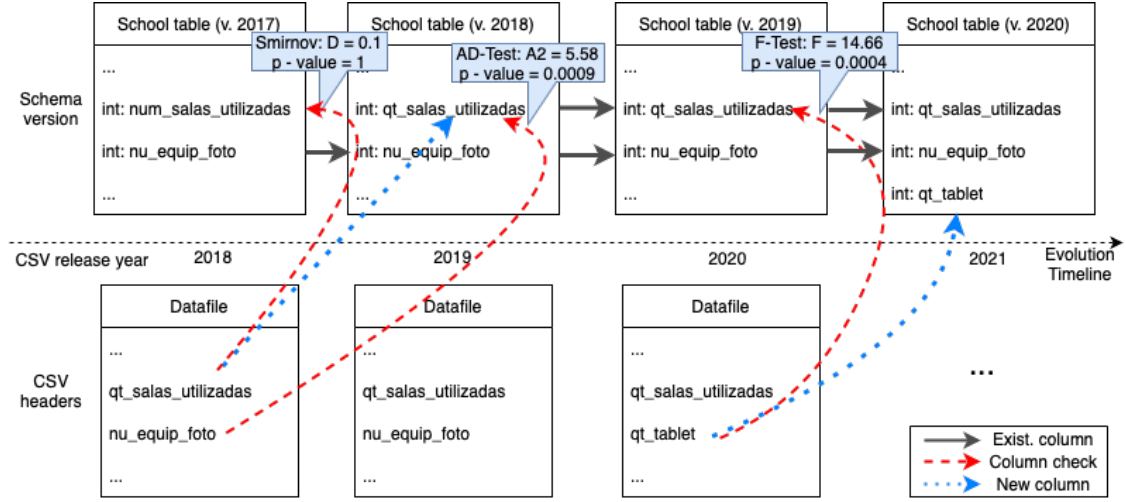 School table (v. 2017)
School table (v. 2018)
School table (v. 2019)
School table (v. 2020)
Smirnov: D = 0.1
p - value = 1
AD-Test: A2 = 5.58
p - value = 0.0009
F-Test: F = 14.66
p - value = 0.0004
...
...
...
...
Schema
version
int: num_salas_utilizadas
int: qt_salas_utilizadas
int: qt_salas_utilizadas
int: qt_salas_utilizadas
int: nu_equip_foto
int: nu_equip_foto
int: nu_equip_foto
int: nu_equip_foto
...
...
...
int: qt_tablet
CSV release year
2018
2019
2020
2021
Evolution
Timeline
Datafile
Datafile
Datafile
...
...
...
CSV
headers
qt_salas_utilizadas
qt_salas_utilizadas
qt_salas_utilizadas
...
nu_equip_foto
nu_equip_foto
qt_tablet
...
...
...
Exist. column
Column check
New column